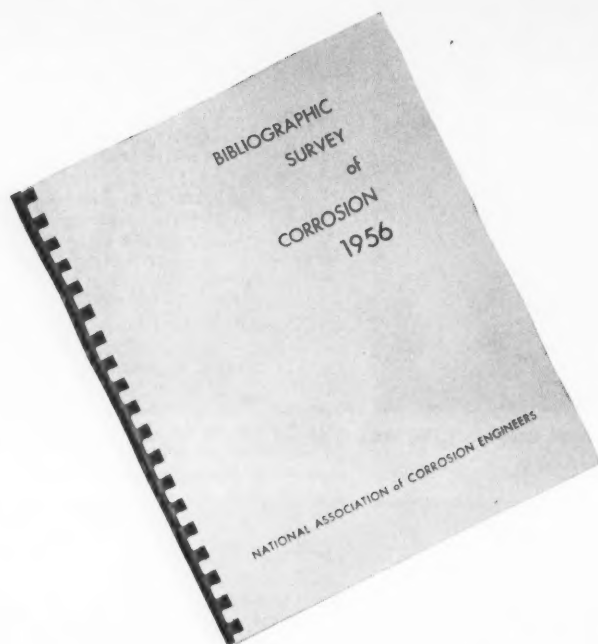 BIBLIOGRAPHIC
SURVEY
of
CORROSION
1956
NATIONAL ASSOCIATION of CORROSION ENGINEERS